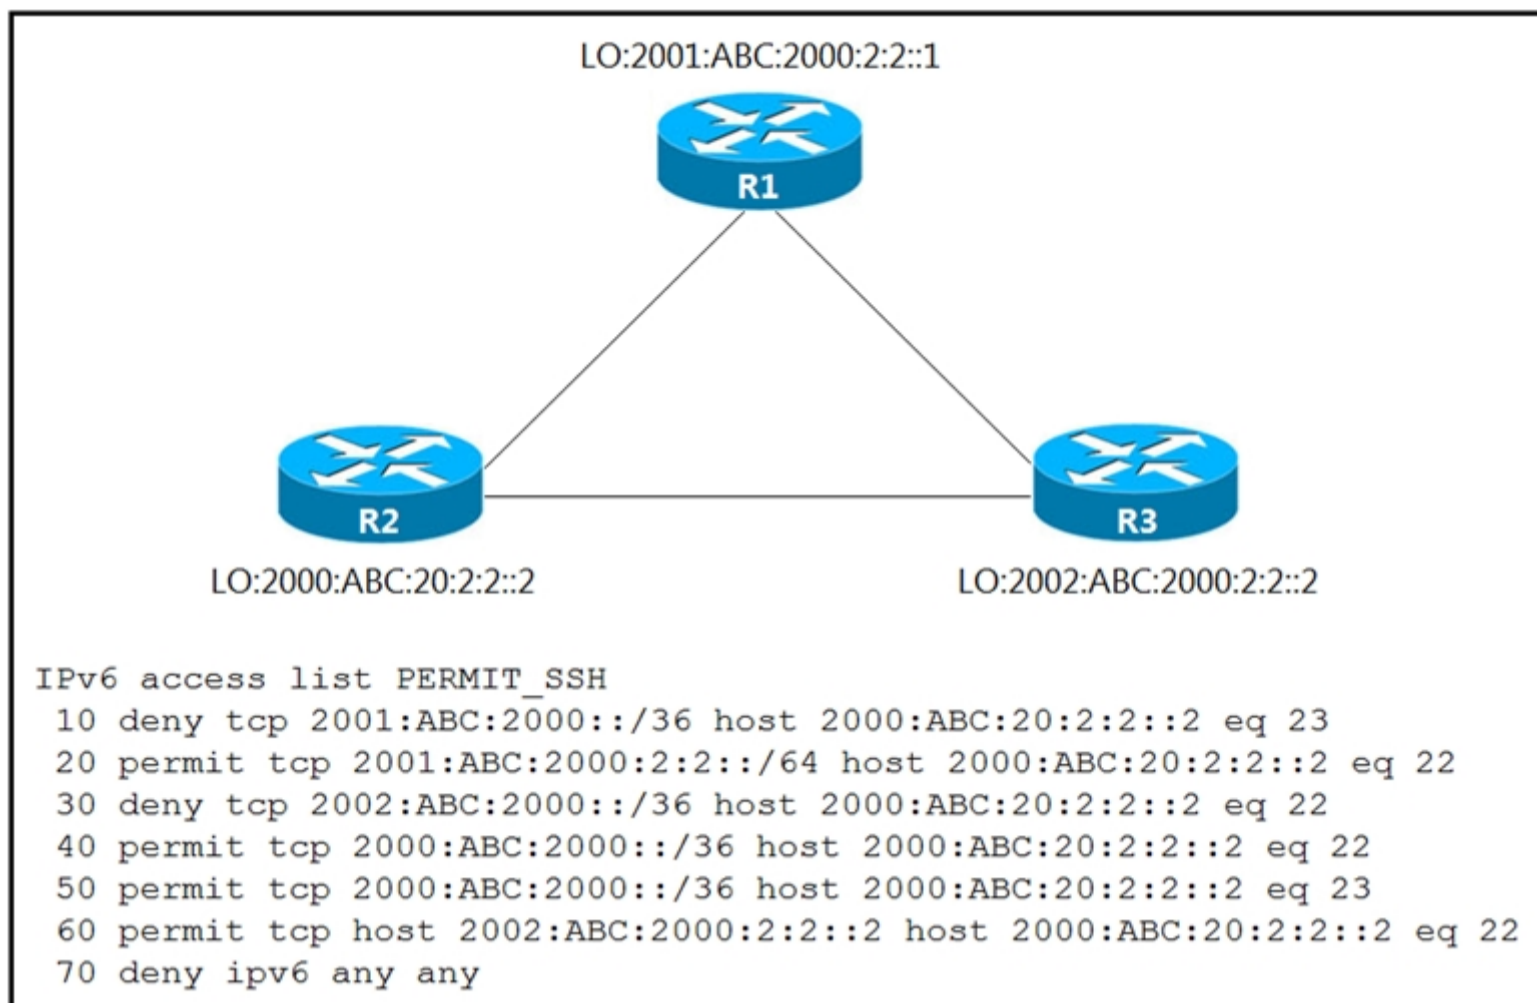 LO:2001:ABC:2000:2:2::1
R1
R2
R3
LO:2000:ABC:20:2:2::2
LO:2002:ABC:2000:2:2::2
IPv6 access list PERMIT_SSH
10 deny tcp 2001:ABC:2000::/36 host 2000:ABC:20:2:2::2 eq 23
20 permit tcp 2001:ABC:2000:2:2::/64 host 2000:ABC:20:2:2::2 eq 22
30 deny tcp 2002:ABC:2000::/36 host 2000:ABC:20:2:2::2 eq 22
40 permit tcp 2000:ABC:2000::/36 host 2000:ABC:20:2:2::2 eq 22
50 permit tcp 2000:ABC:2000::/36 host 2000:ABC:20:2:2::2 eq 23
60 permit tcp host 2002:ABC:2000:2:2::2 host 2000:ABC:20:2:2::2 eq 22
70 deny ipv6 any any